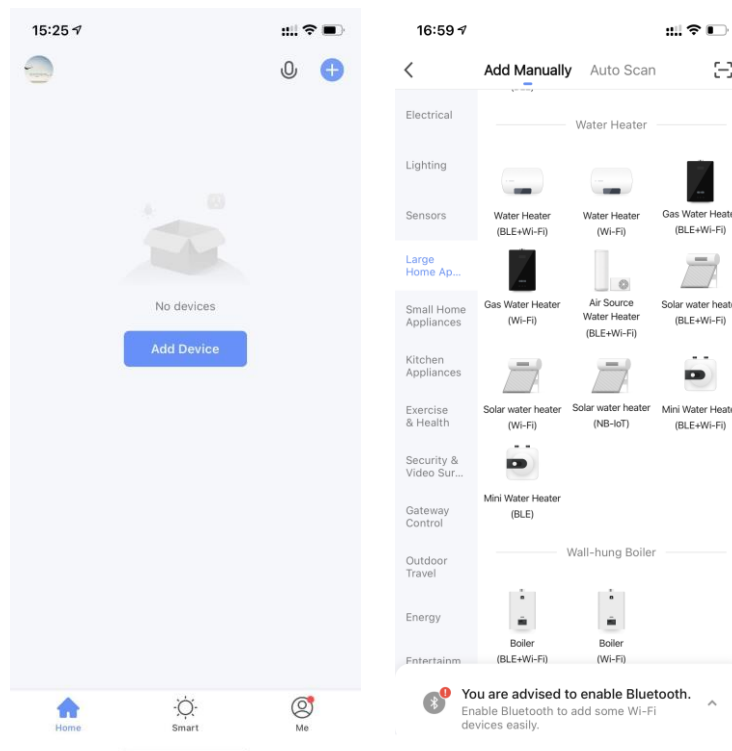 15:25
No devices
Add Device
Home
Smart
Me
16:59
Add Manually
Auto Scan
Electrical
Lighting
Sensors
Large
Home Ap...
Small Home
Appliances
Kitchen
Appliances
Exercise
& Health
Security &
Video Sur...
Gateway
Control
Outdoor
Travel
Energy
Entertainm
Water Heater
Water Heater
(BLE+Wi-Fi)
Water Heater
(Wi-Fi)
Gas Water Heate
(BLE+Wi-Fi)
Gas Water Heater
(Wi-Fi)
Air Source
Water Heater
(BLE+Wi-Fi)
Solar water heate
(BLE+Wi-Fi)
Solar water heater
(Wi-Fi)
Solar water heater
(NB-IoT)
Mini Water Heate
(BLE+Wi-Fi)
Mini Water Heater
(BLE)
Wall-hung Boiler
Boiler
(BLE+Wi-Fi)
Boiler
(Wi-Fi)
You are advised to enable Bluetooth.
Enable Bluetooth to add some Wi-Fi
devices easily.